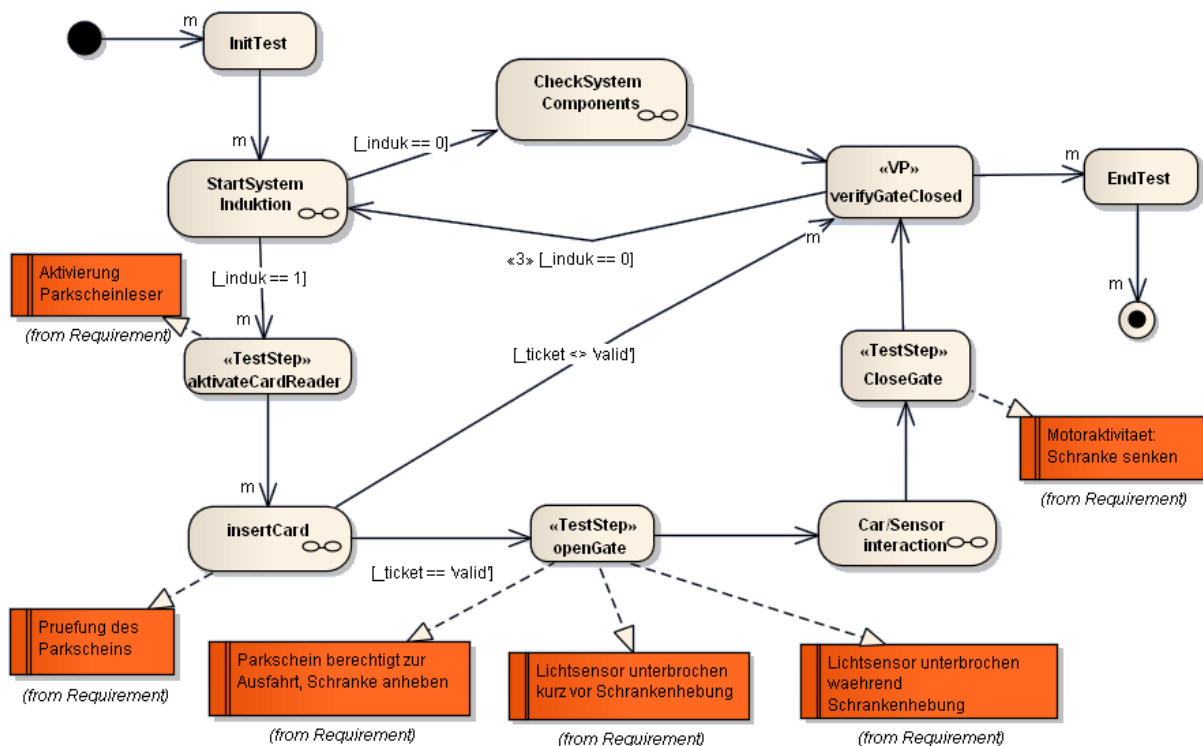 m
InitTest
m
CheckSystem
Components
[_induk == 0]
StartSystem
Induktion
«VP»
verifyGateClosed
m
EndTest
m
«3» [_induk == 0]
m
[_induk == 1]
m
Aktivierung
Parkscheinleser
(from Requirement)
«TestStep»
aktivateCardReader
[_ticket <> 'valid']
«TestStep»
CloseGate
Motoraktivitaet:
Schranke senken
(from Requirement)
m
insertCard
«TestStep»
openGate
Car/Sensor
interaction
[_ticket == 'valid']
Pruefung des
Parkscheins
(from Requirement)
Parkschein berechtigt zur
Ausfahrt, Schranke anheben
(from Requirement)
Lichtsensor unterbrochen
kurz vor Schrankenhebung
(from Requirement)
Lichtsensor unterbrochen
waehrend
Schrankenhebung
(from Requirement)